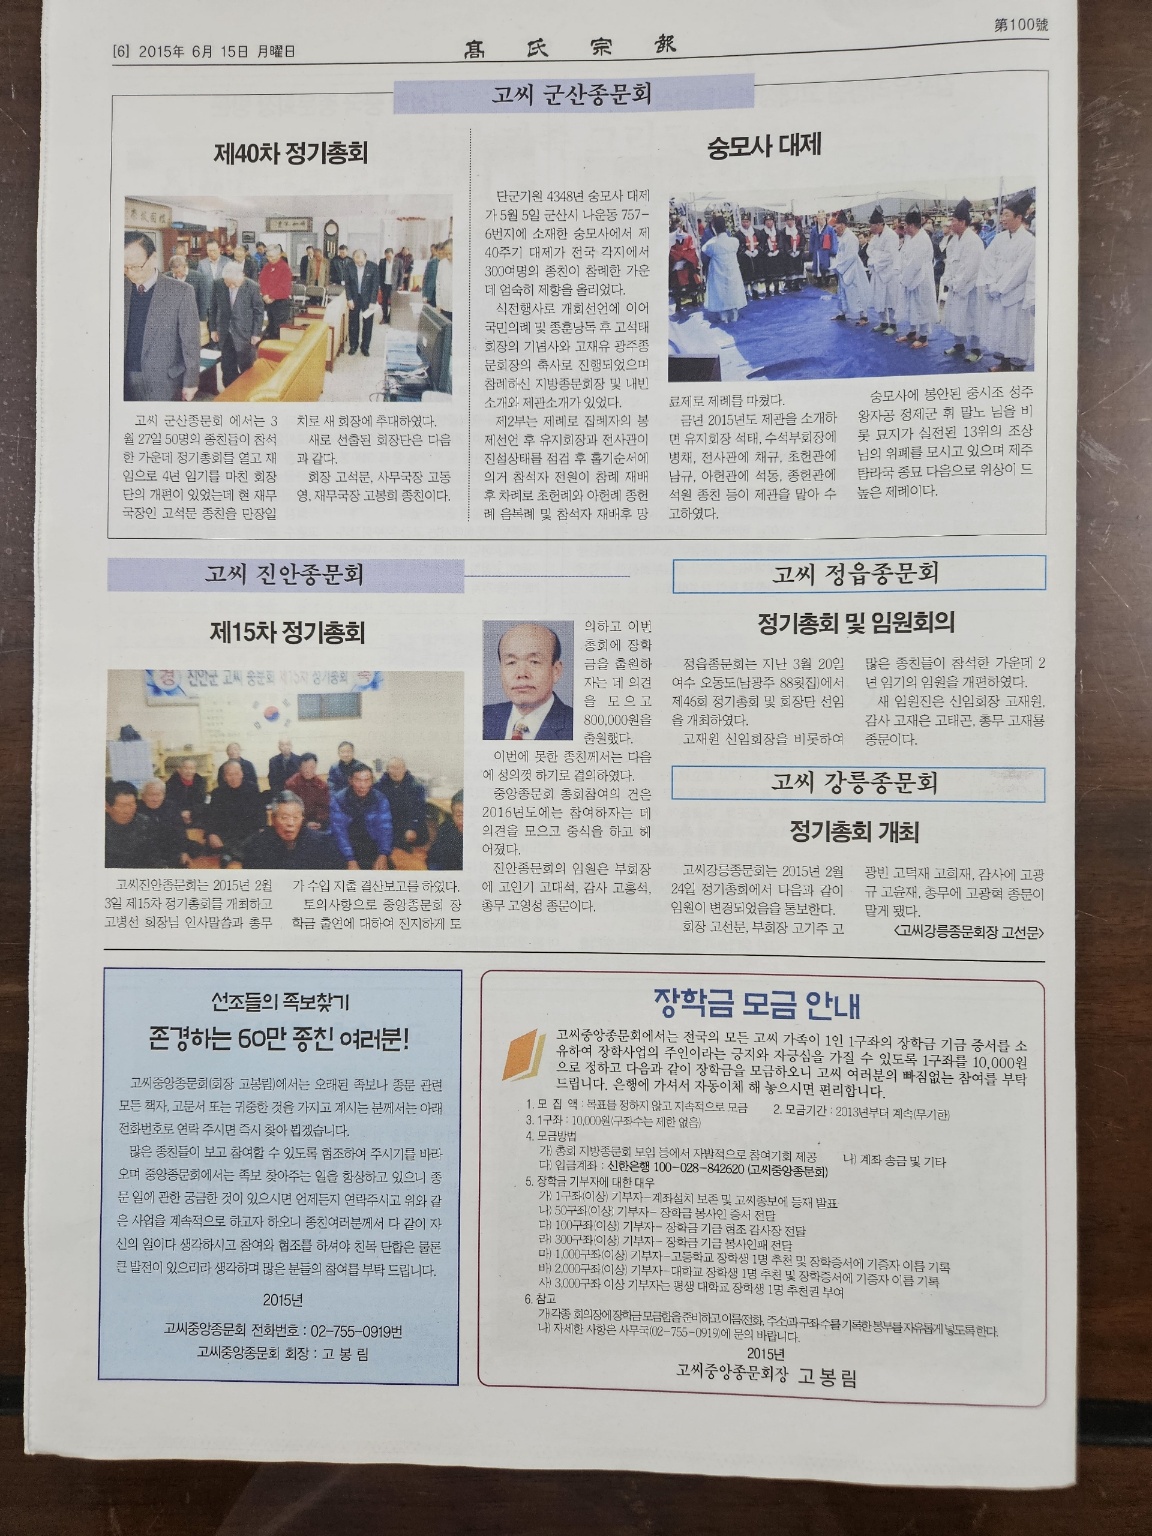 [6] 2015年 6月 15日 月曜日
高氏宗報
第100號
고씨 군산종문회
제40차 정기총회
고씨 군산종문회 에서는 3
월 27일 50명의 종친들이 참석
한 가운데 정기총회를 열고 재
임으로 4년 임기를 마친 회장
단의 개편이 있었는데 현 재무
국장인 고석문 종친을 만장일
치로 새 회장에 추대하였다.
새로 선출된 회장단은 다음
과 같다.
회장 고석문, 사무국장 고동
영, 재무국장 고봉희 종친이다.
숭모사 대제
단군기원 4348년 숭모사 대제
가 5월 5일 군산시 나운동 757-
6번지에 소재한 숭모사에서 제
40주기 대제가 전국 각지에서
300여명의 종친이 참례한 가운
데 엄숙히 제향을 올리었다.
식전행사로 개회선언에 이어
국민의례 및 종훈낭독 후 고석태
회장의 기념사와 고재유 광주종
문회장의 축사로 진행되었으며
참례하신 지방종문회장 및 내빈
소개와 제관소개가 있었다.
제2부는 제례로 집례자의 봉
제선언 후 유지회장과 전사관이
진설상태를 점검 후 홀기순서에
의거 참석자 전원이 참례 재배
후 차례로 초헌례와 아헌례 종헌
례 음복례 및 참석자 재배후 망
료제로 제례를 마쳤다.
금년 2015년도 제관을 소개하
면 유지회장 석태, 수석부회장에
병채, 전사관에 채규, 초헌관에
남규, 아헌관에 석동, 종헌관에
석원 종친 등이 제관을 맡아 수
고하였다.
숭모사에 봉안된 중시조 성주
왕자공 정제군 휘 말노 님을 비
롯 묘지가 실전된 13위의 조상
님의 위폐를 모시고 있으며 제주
탐라국 종묘 다음으로 위상이 드
높은 제례이다.
고씨 진안종문회
제15차 정기총회
진안군 고씨 종문회 제15차 정기총회
고씨진안종문회는 2015년 2월
3일 제15차 정기총회를 개최하고
고병선 회장님 인사말씀과 총무
가 수입 지출 결산보고를 하였다.
토의사항으로 중앙종문회 장
학금 출연에 대하여 진지하게 토
의하고 이번
총회에 장학
금을 출원하
자는 데 의견
을 모으고
800,000원을
출원했다.
이번에 못한 종친께서는 다음
에 성의껏 하기로 결의하였다.
중앙종문회 총회참여의 건은
2016년도에는 참여하자는 데
의견을 모으고 중식을 하고 헤
어졌다.
진안종문회의 임원은 부회장
에 고인기 고대석, 감사 고홍석,
총무 고영성 종문이다.
고씨 정읍종문회
정기총회 및 임원회의
정읍종문회는 지난 3월 20일
여수 오동도(남광주 88횟집)에서
제46회 정기총회 및 회장단 선임
을 개최하였다.
고재원 신임회장을 비롯하여
많은 종친들이 참석한 가운데 2
년 임기의 임원을 개편하였다.
새 임원진은 신임회장 고재원,
감사 고재은 고태곤, 총무 고재용
종문이다.
고씨 강릉종문회
정기총회 개최
고씨강릉종문회는 2015년 2월
24일 정기총회에서 다음과 같이
임원이 변경되었음을 통보한다.
회장 고선문, 부회장 고기주 고
광빈 고덕재 고희재, 감사에 고광
규 고윤재, 총무에 고광혁 종문이
맡게 됐다.
<고씨강릉종문회장 고선문>
선조들의 족보찾기
존경하는 60만 종친 여러분!
고씨중앙종문회(회장 고봉림)에서는 오래된 족보나 종문 관련
모든 책자, 고문서 또는 귀중한 것을 가지고 계시는 분께서는 아래
전화번호로 연락 주시면 즉시 찾아 뵙겠습니다.
많은 종친들이 보고 참여할 수 있도록 협조하여 주시기를 바라
오며 중앙종문회에서는 족보 찾아주는 일을 항상하고 있으니 종
문 일에 관한 궁금한 것이 있으시면 언제든지 연락주시고 위와 같
은 사업을 계속적으로 하고자 하오니 종친여러분께서 다 같이 자
신의 일이다 생각하시고 참여와 협조를 하셔야 친목 단합은 물론
큰 발전이 있으리라 생각하며 많은 분들의 참여를 부탁 드립니다.
2015년
고씨중앙종문회 전화번호 : 02-755-0919번
고씨중앙종문회 회장 : 고 봉 림
장학금 모금 안내
고씨중앙종문회에서는 전국의 모든 고씨 가족이 1인 1구좌의 장학금 기금 증서를 소
유하여 장학사업의 주인이라는 긍지와 자긍심을 가질 수 있도록 1구좌를 10,000원
으로 정하고 다음과 같이 장학금을 모금하오니 고씨 여러분의 빠짐없는 참여를 부탁
드립니다. 은행에 가셔서 자동이체 해 놓으시면 편리합니다.
1. 모 집 액 : 목표를 정하지 않고 지속적으로 모금 2. 모금기간 : 2013년부터 계속(무기한)
3. 1구좌 : 10,000원(구좌수는 제한 없음)
4. 모금방법
가) 총회 지방종문회 모임 등에서 자발적으로 참여기회 제공 나) 계좌 송금 및 기타
다) 입금계좌 : 신한은행 100-028-842620 (고씨중앙종문회)
5. 장학금 기부자에 대한 대우
가) 1구좌(이상) 기부자-계좌설치 보존 및 고씨종보에 등재 발표
나) 50구좌(이상) 기부자- 장학금 봉사인 증서 전달
다) 100구좌(이상) 기부자- 장학금 기금 협조 감사장 전달
라) 300구좌(이상) 기부자- 장학금 기금 봉사인패 전달
마) 1,000구좌(이상) 기부자-고등학교 장학생 1명 추천 및 장학증서에 기증자 이름 기록
바) 2,000구좌(이상) 기부자-대학교 장학생 1명 추천 및 장학증서에 기증자 이름 기록
사) 3,000구좌 이상 기부자는 평생 대학교 장학생 1명 추천권 부여
6. 참고
가) 각종 회의장에 장학금 모금함을 준비하고 이름, 전화, 주소와 구좌 수를 기록한 봉부를 자유롭게 넣도록 한다.
나) 자세한 사항은 사무국(02-755-0919)에 문의 바랍니다.
2015년
고씨중앙종문회장 고봉림